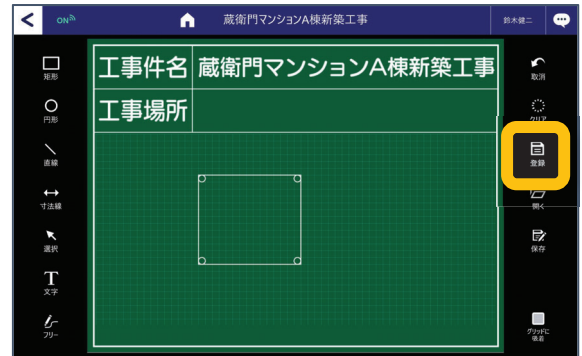 ON
蔵衛門マンションA棟新築工事
鈴木健二
矩形
円形
直線
寸法線
選択
T
文字
フリー
工事件名 蔵衛門マンションA棟新築工事
工事場所
取消
クリア
登録
開く
保存
グリッドに
吸着